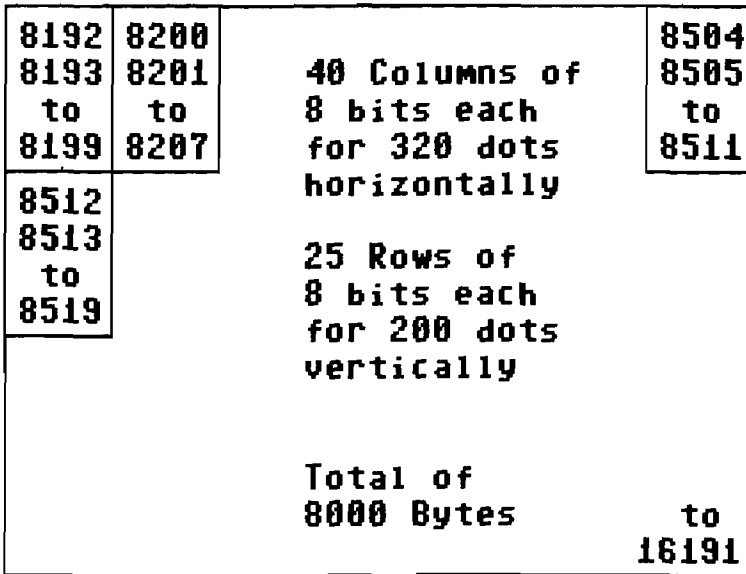 8192 8200 8504
8193 8201 40 Columns of 8505
to to 8 bits each to
8199 8207 for 320 dots 8511
horizontally
8512
8513
25 Rows of
to
8 bits each
8519
for 200 dots
vertically
Total of
8000 Bytes to
16191